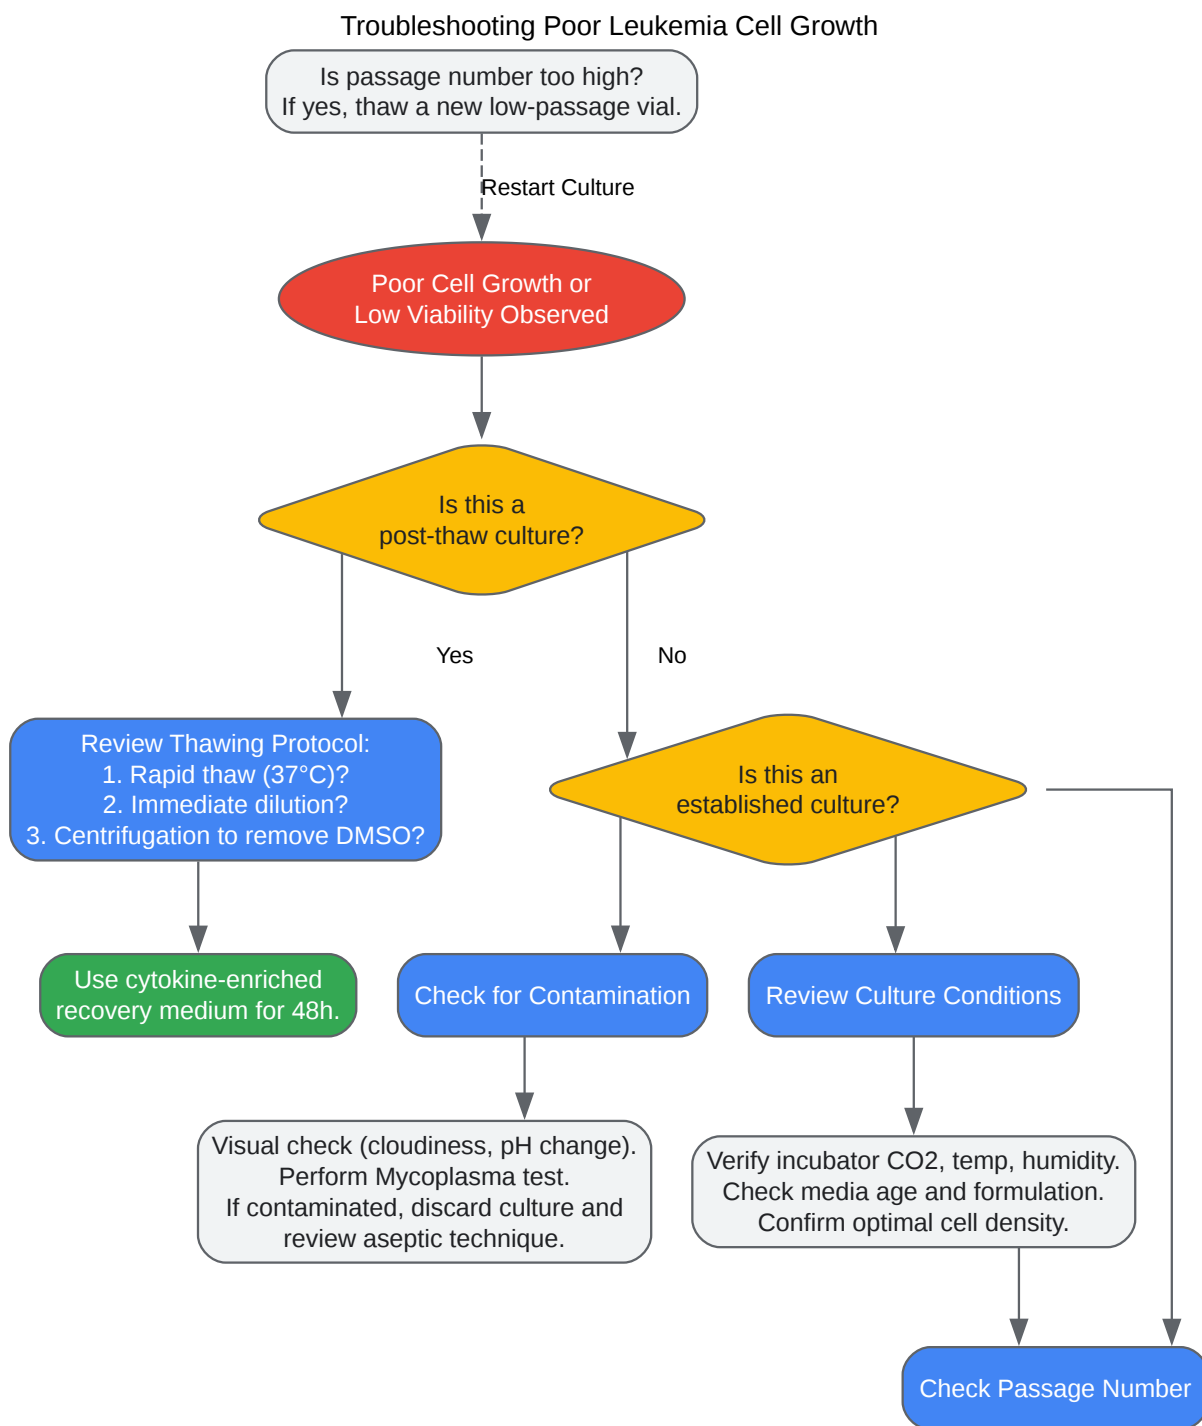 Troubleshooting Poor Leukemia Cell Growth
Is passage number too high?
If yes, thaw a new low-passage vial.
Restart Culture
Poor Cell Growth or
Low Viability Observed
Is this a
post-thaw culture?
Yes
No
Review Thawing Protocol:
1. Rapid thaw (37°C)?
2. Immediate dilution?
3. Centrifugation to remove DMSO?
Is this an
established culture?
Use cytokine-enriched
recovery medium for 48h.
Check for Contamination
Review Culture Conditions
Visual check (cloudiness, pH change).
Perform Mycoplasma test.
If contaminated, discard culture and
review aseptic technique.
Verify incubator CO2, temp, humidity.
Check media age and formulation.
Confirm optimal cell density.
Check Passage Number